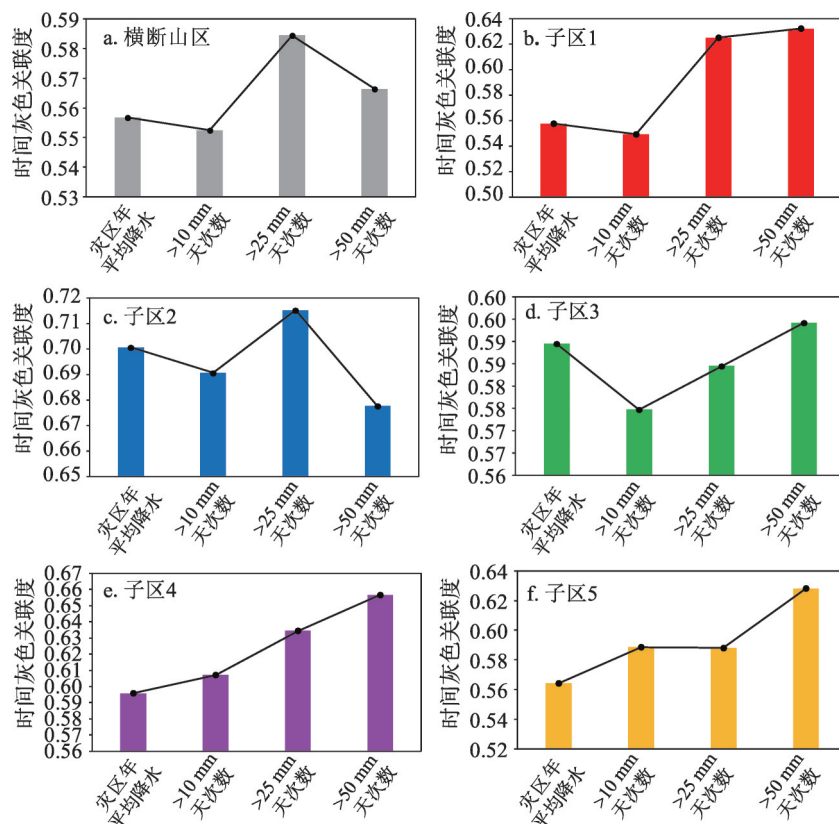 时间灰色关联度
0.59
0.58
0.57
0.56
0.55
0.54
0.53
a. 横断山区
灾区年
平均降水
>10 mm
天次数
>25 mm
天次数
>50 mm
天次数
时间灰色关联度
0.64
0.62
0.60
0.58
0.56
0.54
0.52
0.50
b. 子区1
灾区年
平均降水
>10 mm
天次数
>25 mm
天次数
>50 mm
天次数
时间灰色关联度
0.72
0.71
0.70
0.69
0.68
0.67
0.66
0.65
c. 子区2
灾区年
平均降水
>10 mm
天次数
>25 mm
天次数
>50 mm
天次数
时间灰色关联度
0.60
0.60
0.59
0.59
0.58
0.58
0.57
0.57
0.56
d. 子区3
灾区年
平均降水
>10 mm
天次数
>25 mm
天次数
>50 mm
天次数
时间灰色关联度
0.67
0.66
0.65
0.63
0.62
0.61
0.60
0.59
0.57
0.56
e. 子区4
灾区年
平均降水
>10 mm
天次数
>25 mm
天次数
>50 mm
天次数
时间灰色关联度
0.64
0.62
0.60
0.58
0.56
0.54
0.52
f. 子区5
灾区年
平均降水
>10 mm
天次数
>25 mm
天次数
>50 mm
天次数